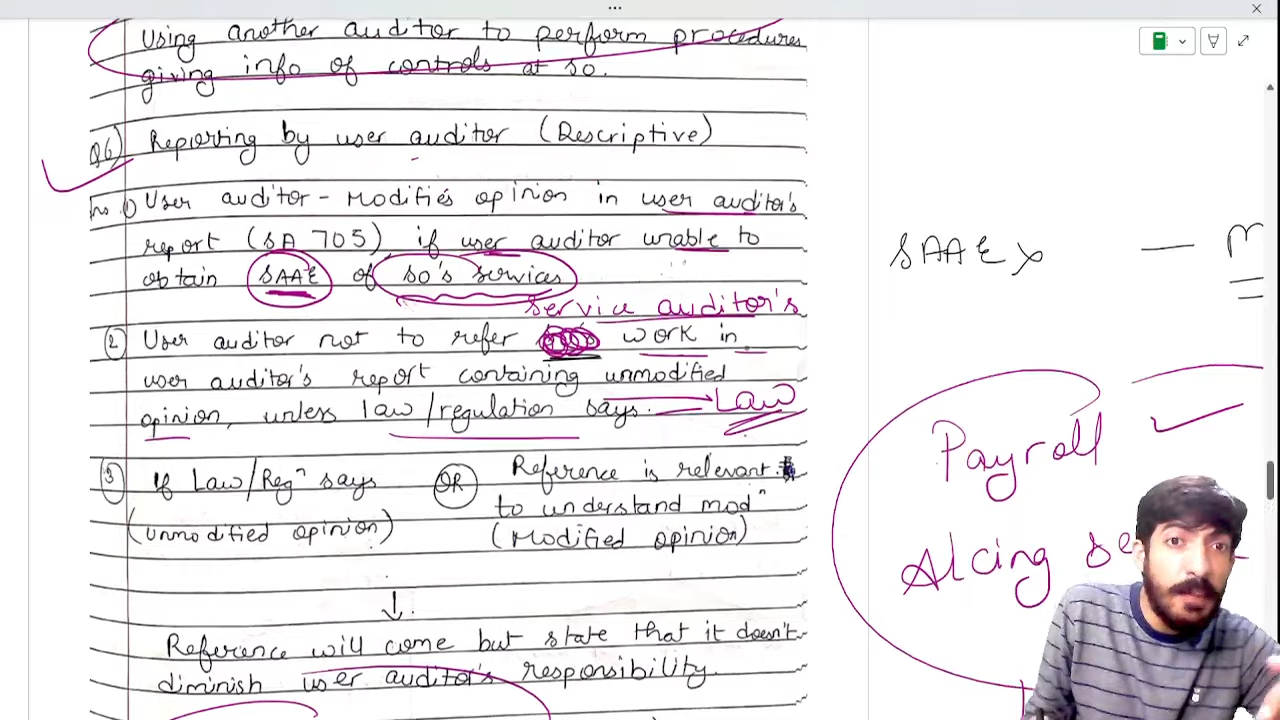 Using another auditor to perform procedures
giving info of controls at SO.
Q6) Reporting by user auditor (Descriptive)
Ans. 1) User auditor - Modifies opinion in user auditor's
report (SA 705), if user auditor unable to
obtain SAAE of SO's services
service auditor's
2 User auditor not to refer work in
user auditor's report containing unmodified
opinion, unless law/regulation says. Law
3 If Law/Regⁿ says OR Reference is relevant
(Unmodified opinion) to understand modⁿ
(Modified opinion)
↓
Reference will come but state that it doesn't
diminish user auditor's responsibility.
SAAE x — M
Payroll
A/cing se